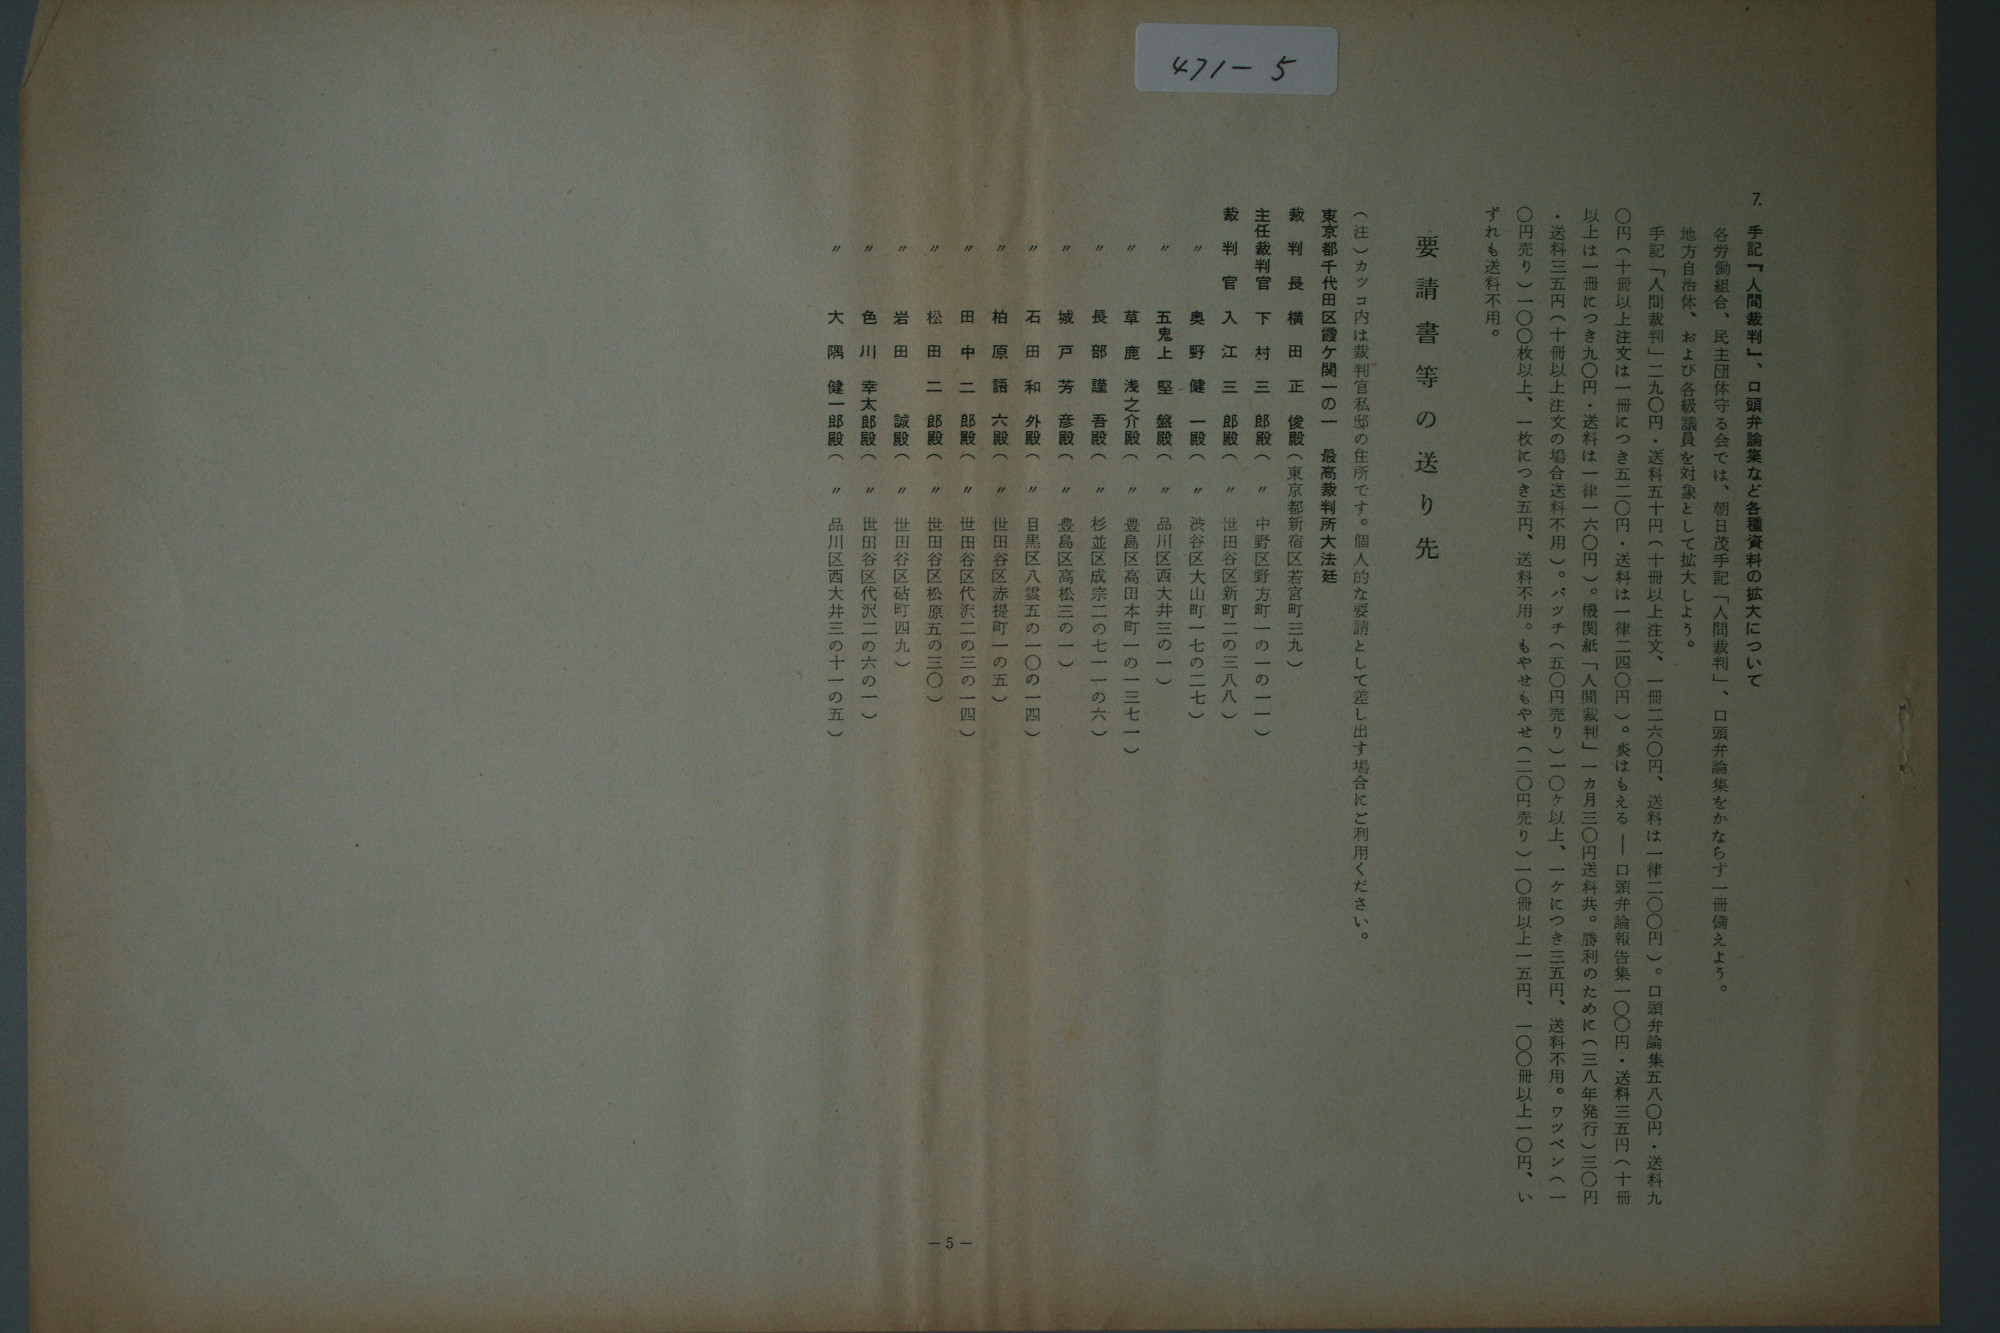 471-5
7. 手記『人間裁判』、口頭弁論集など各種資料の拡大について
各労働組合、民主団体守る会では、朝日茂手記「人間裁判」、口頭弁論集をかならず一冊備えよう。
地方自治体、および各級議員を対象として拡大しよう。
手記「人間裁判」二九〇円・送料五十円（十冊以上注文、一冊二六〇円、送料は一律二〇〇円）。口頭弁論集五八〇円・送料九
〇円（十冊以上注文は一冊につき五二〇円・送料は一律二四〇円）。炎はもえる――口頭弁論報告集一〇〇円・送料三五円（十冊
以上は一冊につき九〇円・送料は一律一六〇円）。機関紙「人間裁判」一カ月三〇円送料共。勝利のために（三八年発行）三〇円
・送料三五円（十冊以上注文の場合送料不用）。バッチ（五〇円売り）一〇ケ以上、一ケにつき三五円、送料不用。ワッペン（一
〇円売り）一〇〇枚以上、一枚につき五円、送料不用。もやせもやせ（二〇円売り）一〇冊以上一五円、一〇〇冊以上一〇円、い
ずれも送料不用。
要請書等の送り先
（注）カッコ内は裁判官私邸の住所です。個人的な要請として差し出す場合にご利用ください。
東京都千代田区霞ケ関一の一　最高裁判所大法廷
裁判長　横田正俊殿（東京都新宿区若宮町三九）
主任裁判官　下村三郎殿（〃中野区野方町一の一の一一）
裁判官　入江三郎殿（〃世田谷区新町二の三八八）
〃　奥野健一殿（〃渋谷区大山町一七の二七）
〃　五鬼上堅盤殿（〃品川区西大井三の一）
〃　草鹿浅之介殿（〃豊島区高田本町一の一三七一）
〃　長部謹吾殿（〃杉並区成宗二の七一一の六）
〃　城戸芳彦殿（〃豊島区高松三の一）
〃　石田和外殿（〃目黒区八雲五の一〇の一四）
〃　柏原語六殿（〃世田谷区赤提町一の五）
〃　田中二郎殿（〃世田谷区代沢二の三の一四）
〃　松田二郎殿（〃世田谷区松原五の三〇）
〃　岩田誠殿（〃世田谷区砧町四九）
〃　色川幸太郎殿（〃世田谷区代沢二の六の一）
〃　大隅健一郎殿（〃品川区西大井三の十一の五）
－5－